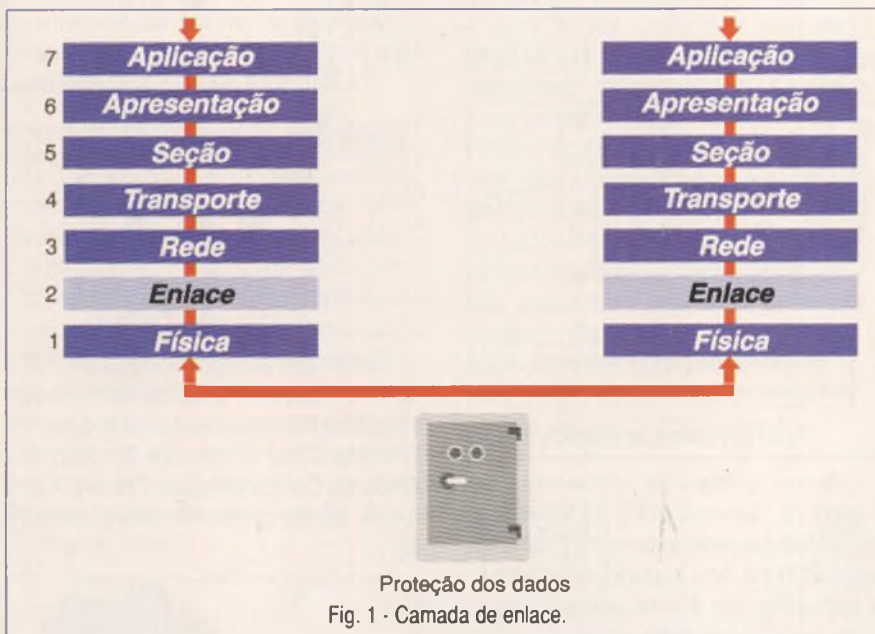 7 Aplicação Aplicação
6 Apresentação Apresentação
5 Seção Seção
4 Transporte Transporte
3 Rede Rede
2 Enlace Enlace
1 Física Física
Proteção dos dados
Fig. 1 - Camada de enlace.